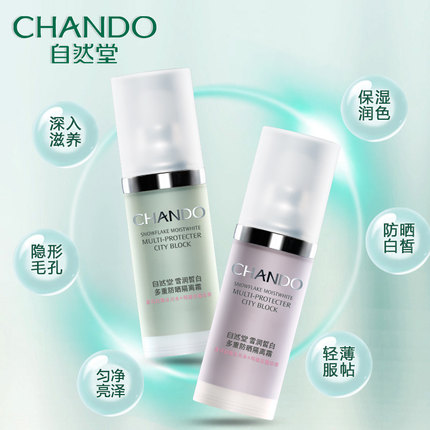 CHANDO
自然堂
深入
滋养
隐形
毛孔
匀净
亮泽
保湿
润色
防晒
白皙
轻薄
服帖
CHANDO
SNOWFLAKE MOISTWHITE
MULTI-PROTECTER
CITY BLOCK
自然堂 雪润皙白
多重防晒隔离霜
CHANDO
SNOWFLAKE MOISTWHITE
MULTI-PROTECTER
CITY BLOCK
自然堂 雪润皙白
多重防晒隔离霜